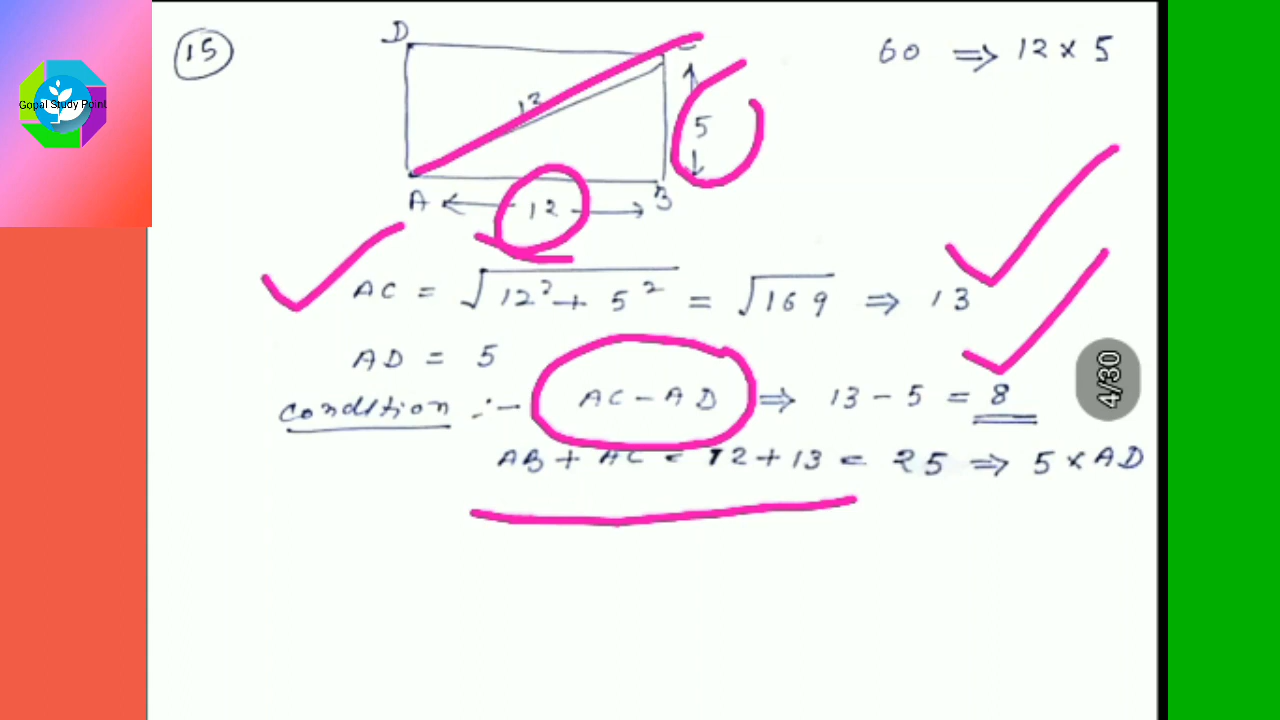 Gopal Study Point
15
D
60 ⇒ 12 × 5
5
A
12
B
AC = √12² + 5² = √169 ⇒ 13
AD = 5
Condition :- AC - AD ⇒ 13 - 5 = 8
AB + AC = 12 + 13 = 25 ⇒ 5 × AD
4/30